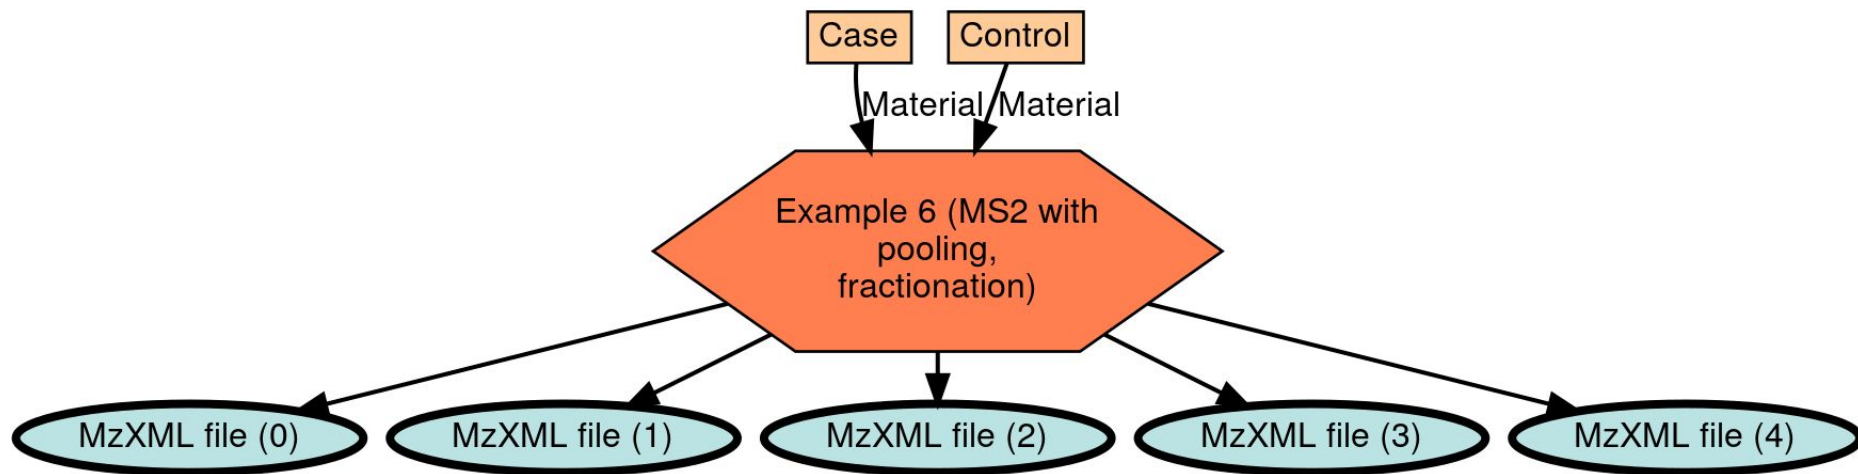 Case
Control
Material
Material
Example 6 (MS2 with
pooling,
fractionation)
MzXML file (0)
MzXML file (1)
MzXML file (2)
MzXML file (3)
MzXML file (4)